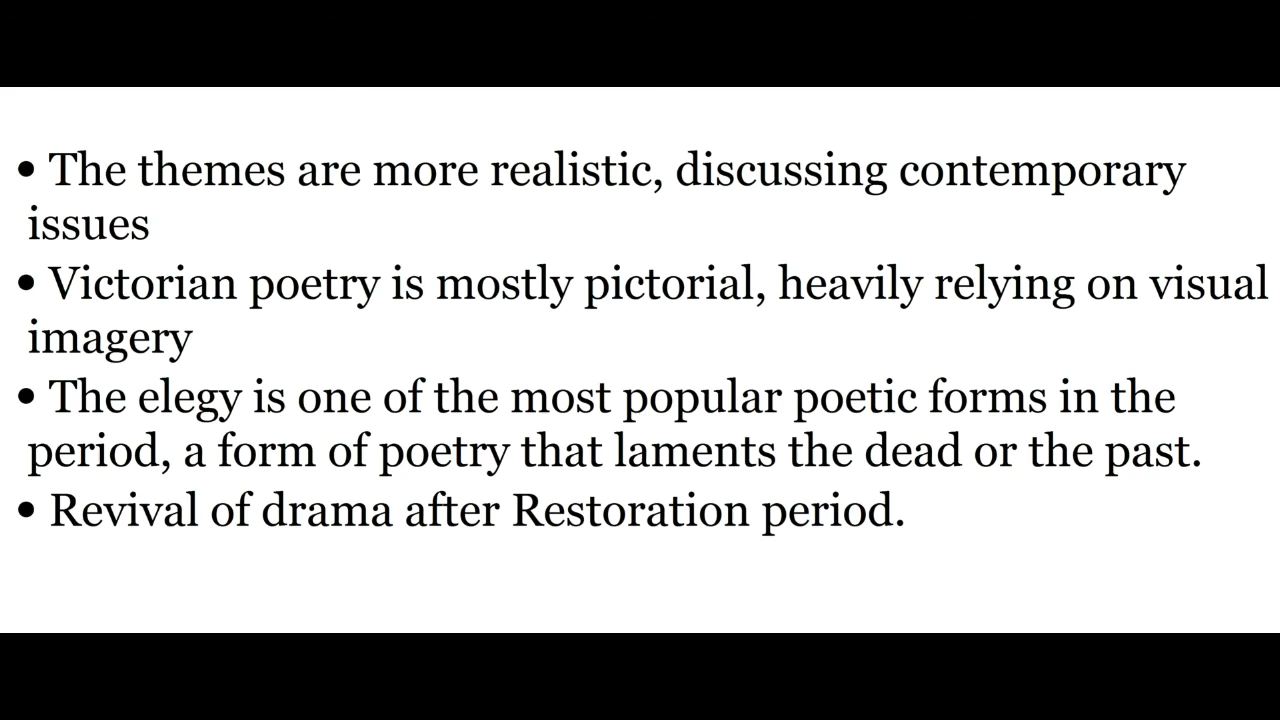 • The themes are more realistic, discussing contemporary
issues
• Victorian poetry is mostly pictorial, heavily relying on visual
imagery
• The elegy is one of the most popular poetic forms in the
period, a form of poetry that laments the dead or the past.
• Revival of drama after Restoration period.